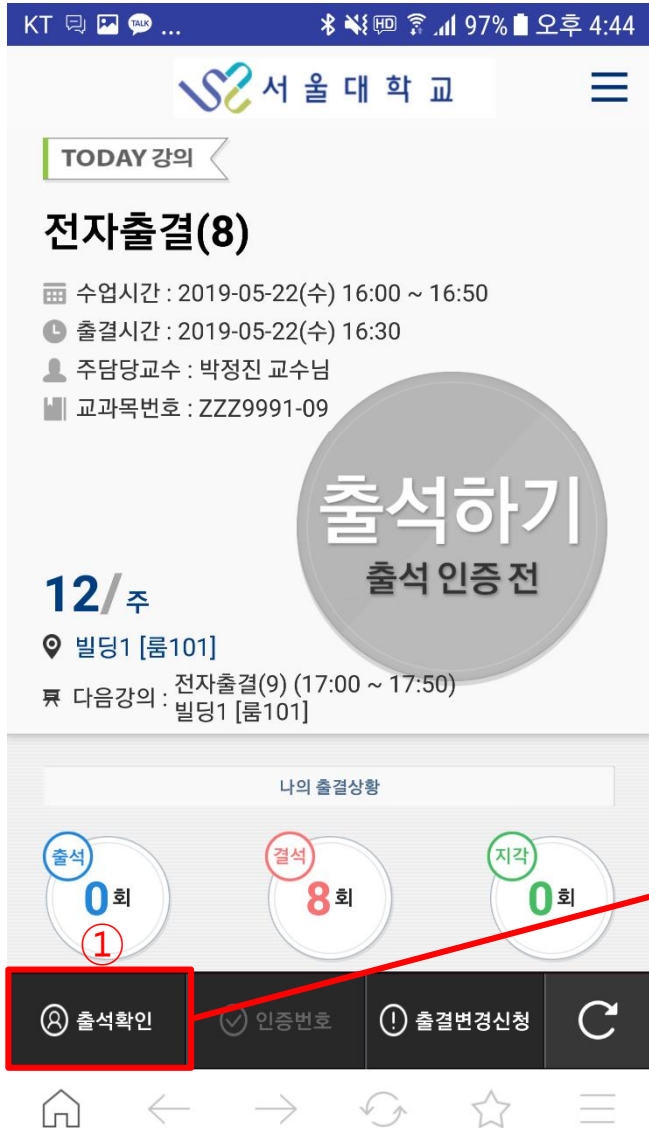 KT TALK ... HD 97% 오후 4:44
서울대학교
TODAY 강의
전자출결(8)
수업시간 : 2019-05-22(수) 16:00 ~ 16:50
출결시간 : 2019-05-22(수) 16:30
주담당교수 : 박정진 교수님
교과목번호 : ZZZ9991-09
출석하기
출석 인증 전
12/ 주
빌딩1 [룸101]
다음강의 : 전자출결(9) (17:00 ~ 17:50)
빌딩1 [룸101]
나의 출결상황
출석 결석 지각
0회 8회 0회
①
출석확인 인증번호 출결변경신청